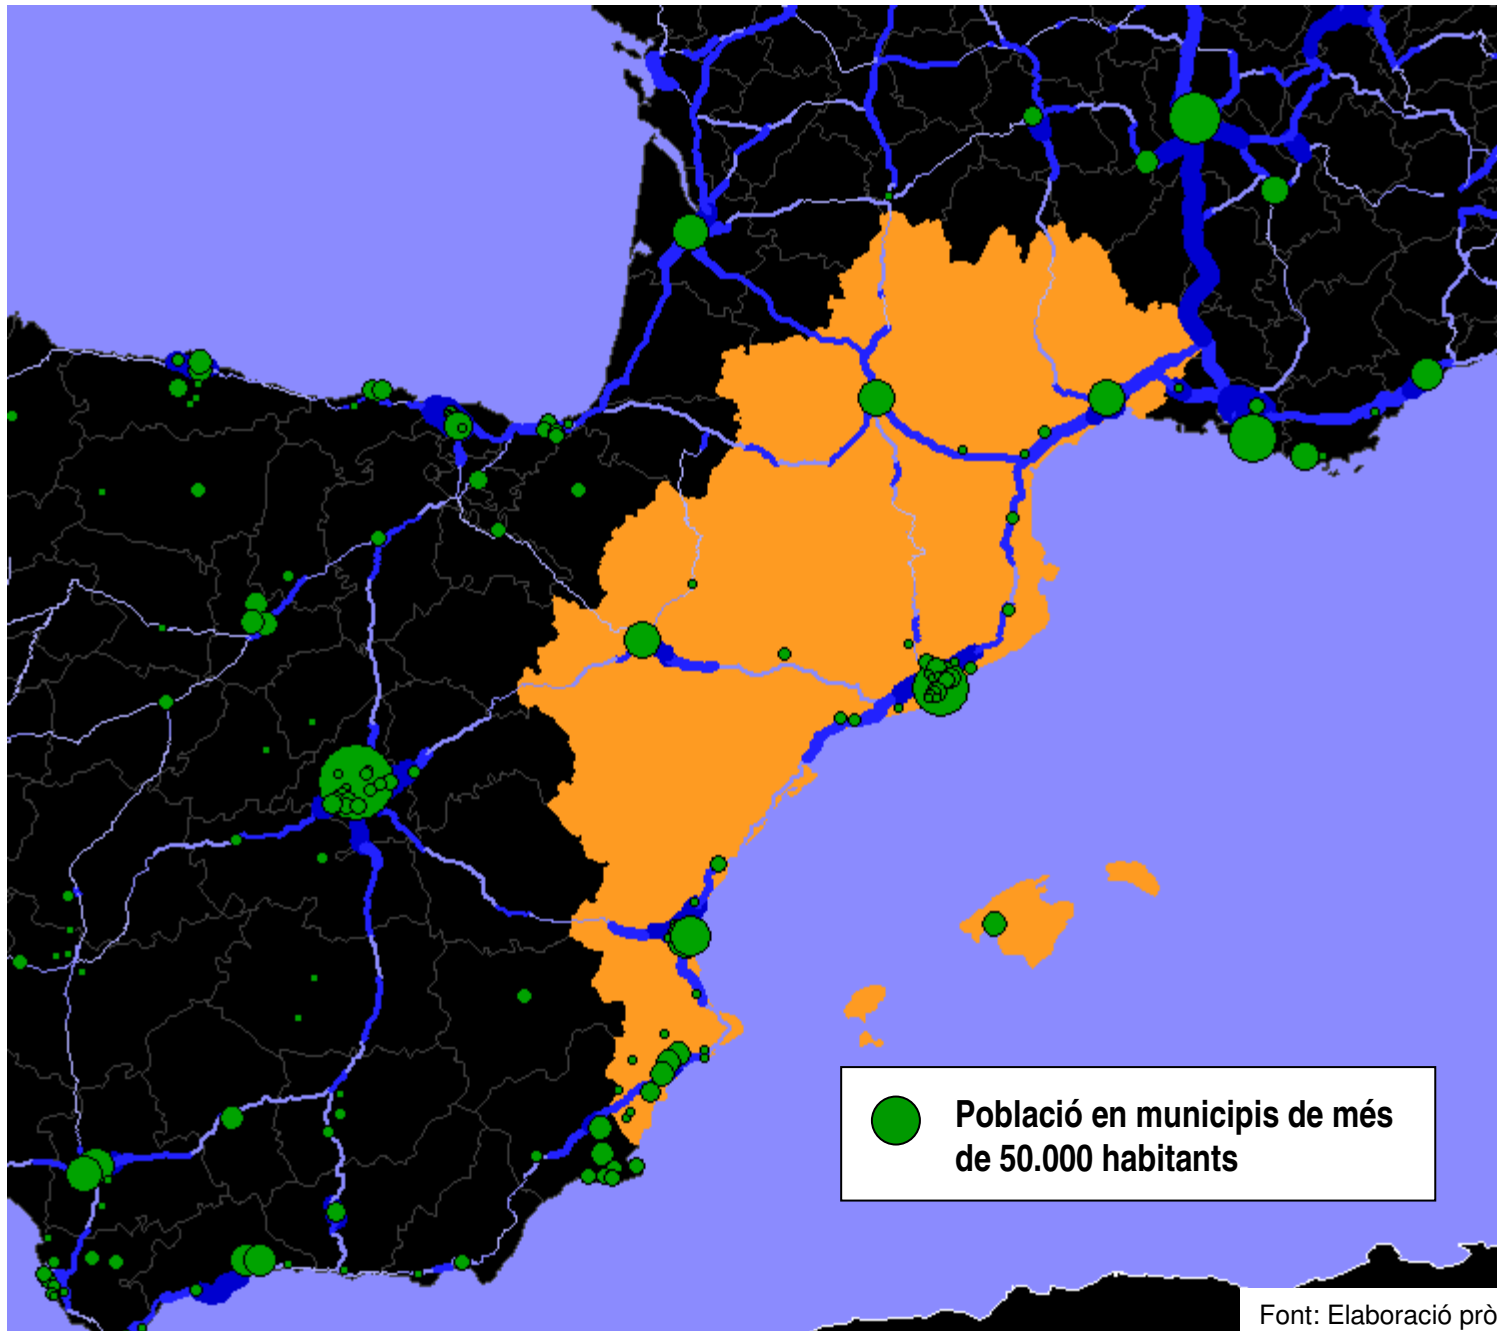 Població en municipis de més
de 50.000 habitants
Font: Elaboració prò